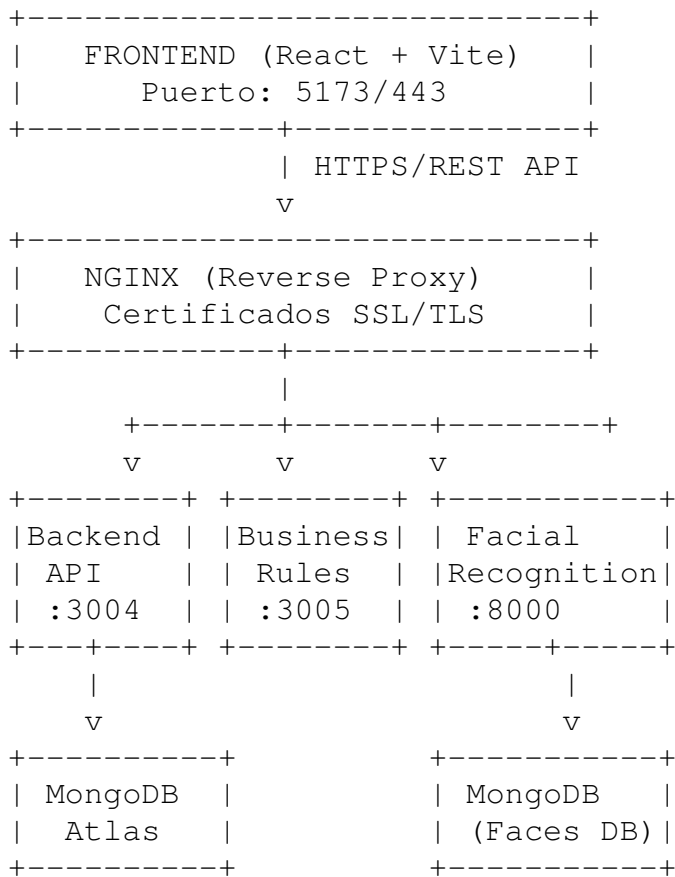 FRONTEND (React + Vite)
Puerto: 5173/443
HTTPS/REST API
v
NGINX (Reverse Proxy)
Certificados SSL/TLS
v v v
Backend Business Facial
API Rules Recognition
:3004 :3005 :8000
v v
MongoDB MongoDB
Atlas (Faces DB)